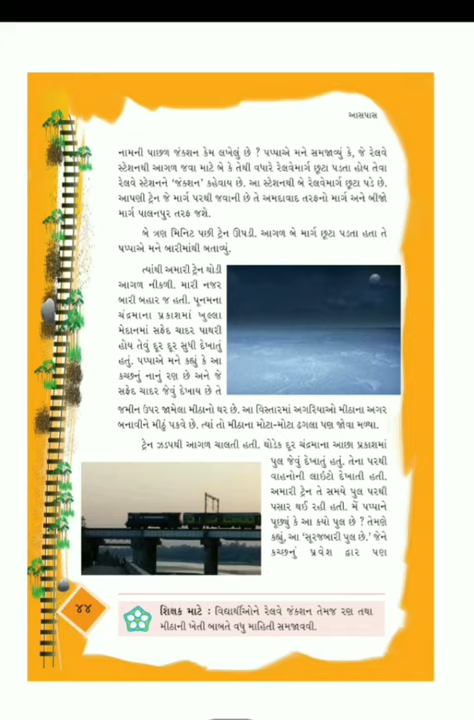 આસપાસ
નામની પાછળ જંક્શન કેમ લખેલું છે ? પપ્પાએ મને સમજાવ્યું કે, જે રેલવે
સ્ટેશનથી આગળ જવા માટે બે કે તેથી વધારે રેલવેમાર્ગ છૂટા પડતા હોય તેવા
રેલવે સ્ટેશનને ‘જંક્શન’ કહેવાય છે. આ સ્ટેશનથી બે રેલવેમાર્ગ છૂટા પડે છે.
આપણી ટ્રેન જે માર્ગ પરથી જવાની છે તે અમદાવાદ તરફનો માર્ગ અને બીજો
માર્ગ પાલનપુર તરફ જશે.
બે ત્રણ મિનિટ પછી ટ્રેન ઊપડી. આગળ બે માર્ગ છૂટા પડતા હતા તે
પપ્પાએ મને બારીમાંથી બતાવ્યું.
ત્યાંથી અમારી ટ્રેન થોડી
આગળ નીકળી. મારી નજર
બારી બહાર જ હતી. પૂનમના
ચંદ્રમાના પ્રકાશમાં ખુલ્લા
મેદાનમાં સફેદ ચાદર પાથરી
હોય તેવું દૂર દૂર સુધી દેખાતું
હતું. પપ્પાએ મને કહ્યું કે આ
કચ્છનું નાનું રણ છે અને જે
સફેદ ચાદર જેવું દેખાય છે તે
જમીન ઉપર જામેલા મીઠાનો થર છે. આ વિસ્તારમાં અગરિયાઓ મીઠાના અગર
બનાવીને મીઠું પકવે છે. ત્યાં તો મીઠાના મોટા-મોટા ઢગલા પણ જોવા મળ્યા.
ટ્રેન ઝડપથી આગળ ચાલતી હતી. થોડેક દૂર ચંદ્રમાના આછા પ્રકાશમાં
પુલ જેવું દેખાતું હતું. તેના પરથી
વાહનોની લાઇટો દેખાતી હતી.
અમારી ટ્રેન તે સમયે પુલ પરથી
પસાર થઈ રહી હતી. મેં પપ્પાને
પૂછ્યું કે આ કયો પુલ છે ? તેમણે
કહ્યું, આ ‘સુરજબારી પુલ છે.’ જેને
કચ્છનું પ્રવેશ દ્વાર પણ
૪૪
શિક્ષક માટે : વિદ્યાર્થીઓને રેલવે જંક્શન તેમજ રણ તથા
મીઠાની ખેતી બાબતે વધુ માહિતી સમજાવવી.